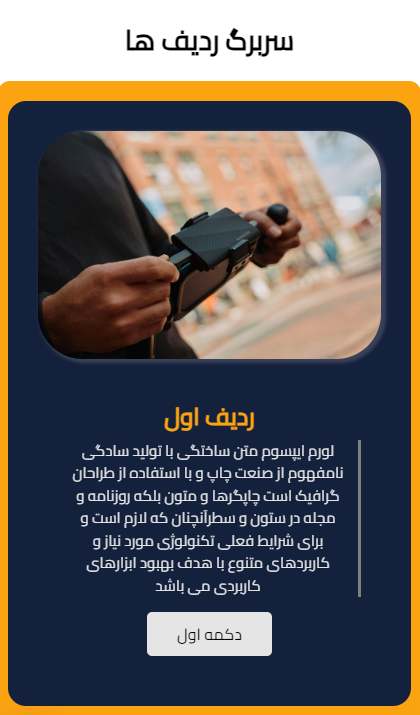 سربرگ ردیف ها
ردیف اول
لورم ایپسوم متن ساختگی با تولید سادگی
نامفهوم از صنعت چاپ و با استفاده از طراحان
گرافیک است چاپگرها و متون بلکه روزنامه و
مجله در ستون و سطرآنچنان که لازم است و
برای شرایط فعلی تکنولوژی مورد نیاز و
کاربردهای متنوع با هدف بهبود ابزارهای
کاربردی می باشد
دکمه اول